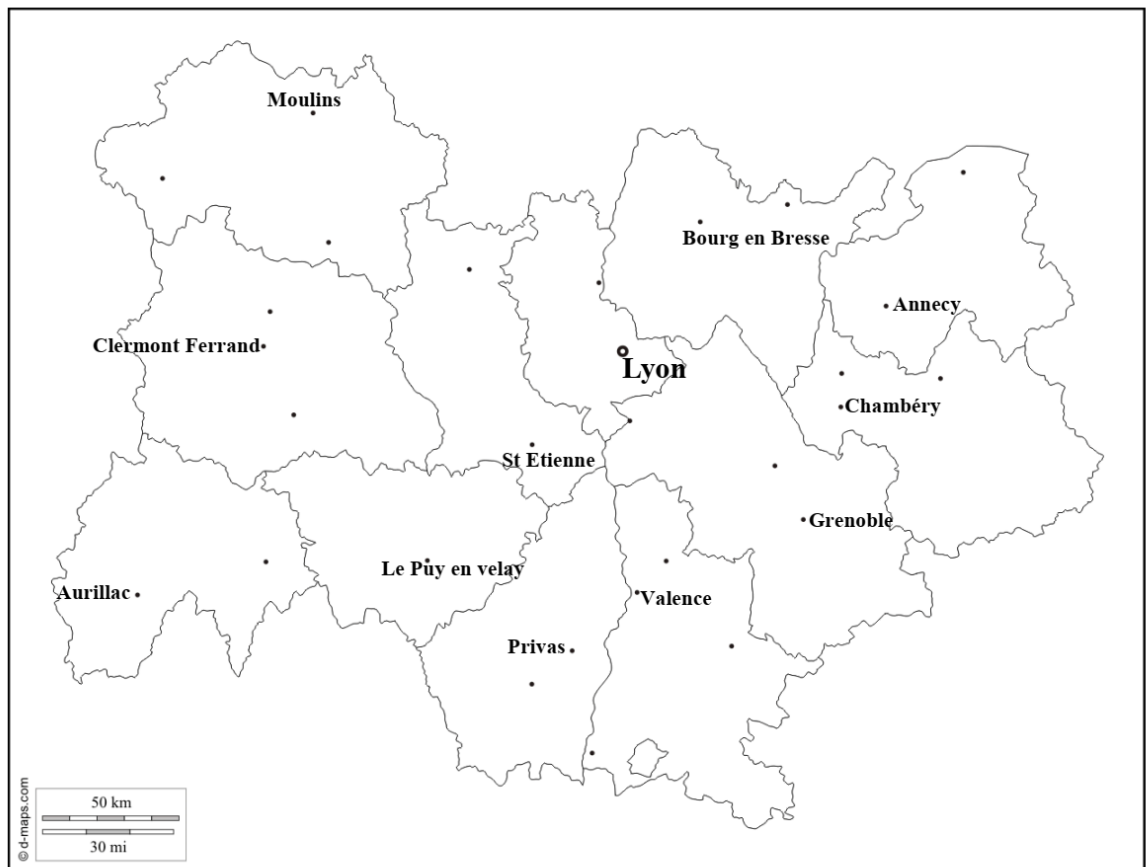 Moulins
Bourg en Bresse
Annecy
Clermont Ferrand
Lyon
Chambéry
St Etienne
Grenoble
Le Puy en velay
Aurillac
Valence
Privas
50 km
30 mi
© d-maps.com